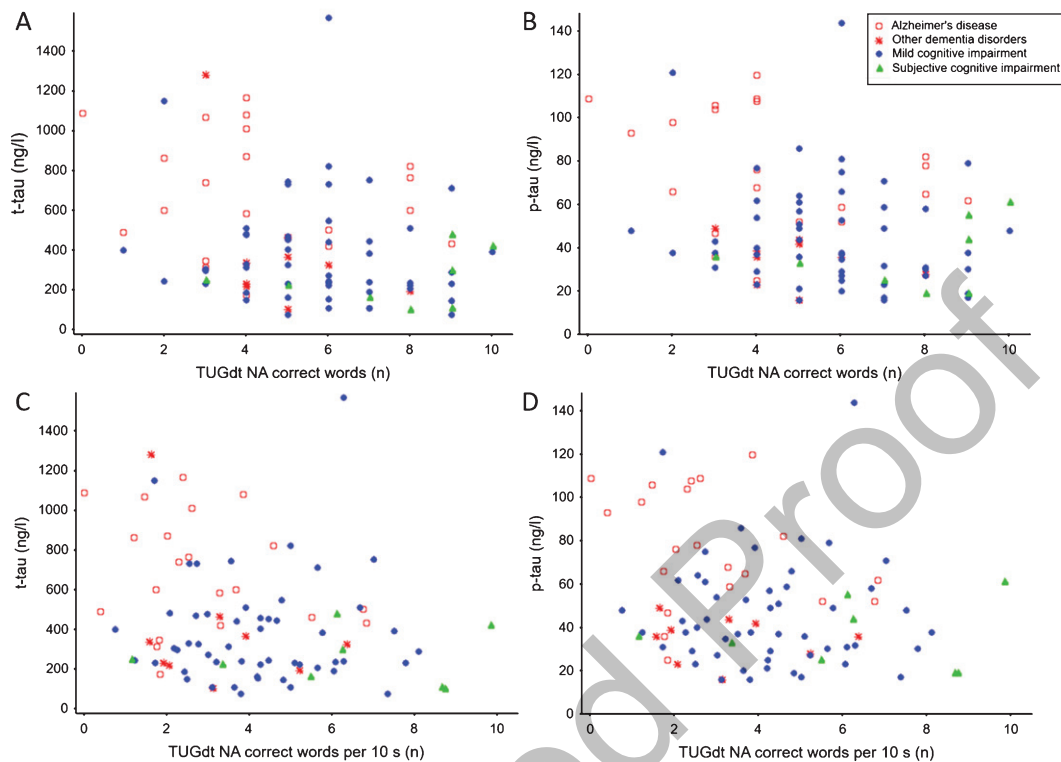 A
1400
1200
1000
800
600
400
200
0
t-tau (ng/l)
0 2 4 6 8 10
TUGdt NA correct words (n)
B
140
120
100
80
60
40
20
0
p-tau (ng/l)
0 2 4 6 8 10
TUGdt NA correct words (n)
Alzheimer's disease
Other dementia disorders
Mild cognitive impairment
Subjective cognitive impairment
C
1400
1200
1000
800
600
400
200
0
t-tau (ng/l)
0 2 4 6 8 10
TUGdt NA correct words per 10 s (n)
D
140
120
100
80
60
40
20
0
p-tau (ng/l)
0 2 4 6 8 10
TUGdt NA correct words per 10 s (n)
d Proof